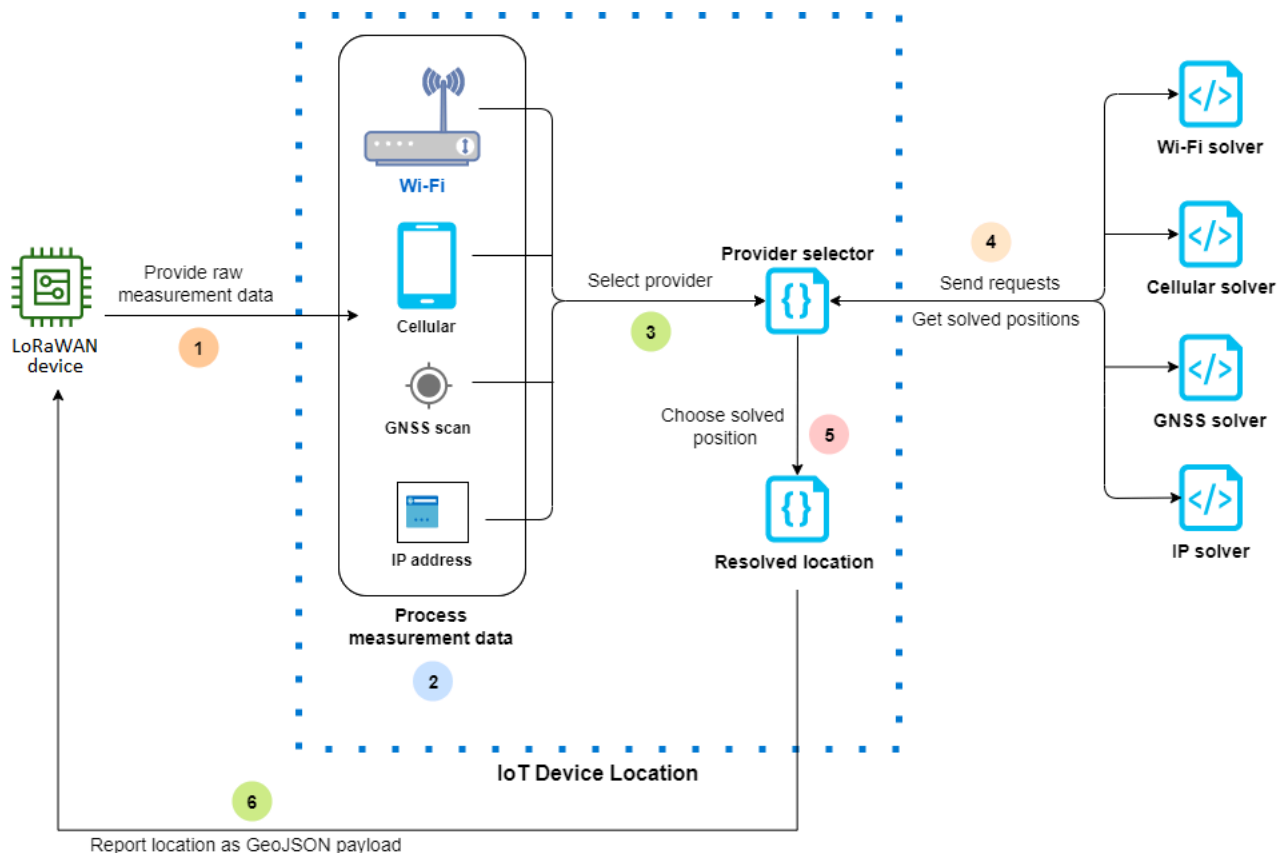 Wi-Fi
Cellular
GNSS scan
IP address
Process
measurement data
2
LoRaWAN
device
Provide raw
measurement data
1
Select provider
3
Provider selector
4
Send requests
Get solved positions
Wi-Fi solver
Cellular solver
GNSS solver
IP solver
Choose solved
position
5
Resolved location
IoT Device Location
6
Report location as GeoJSON payload